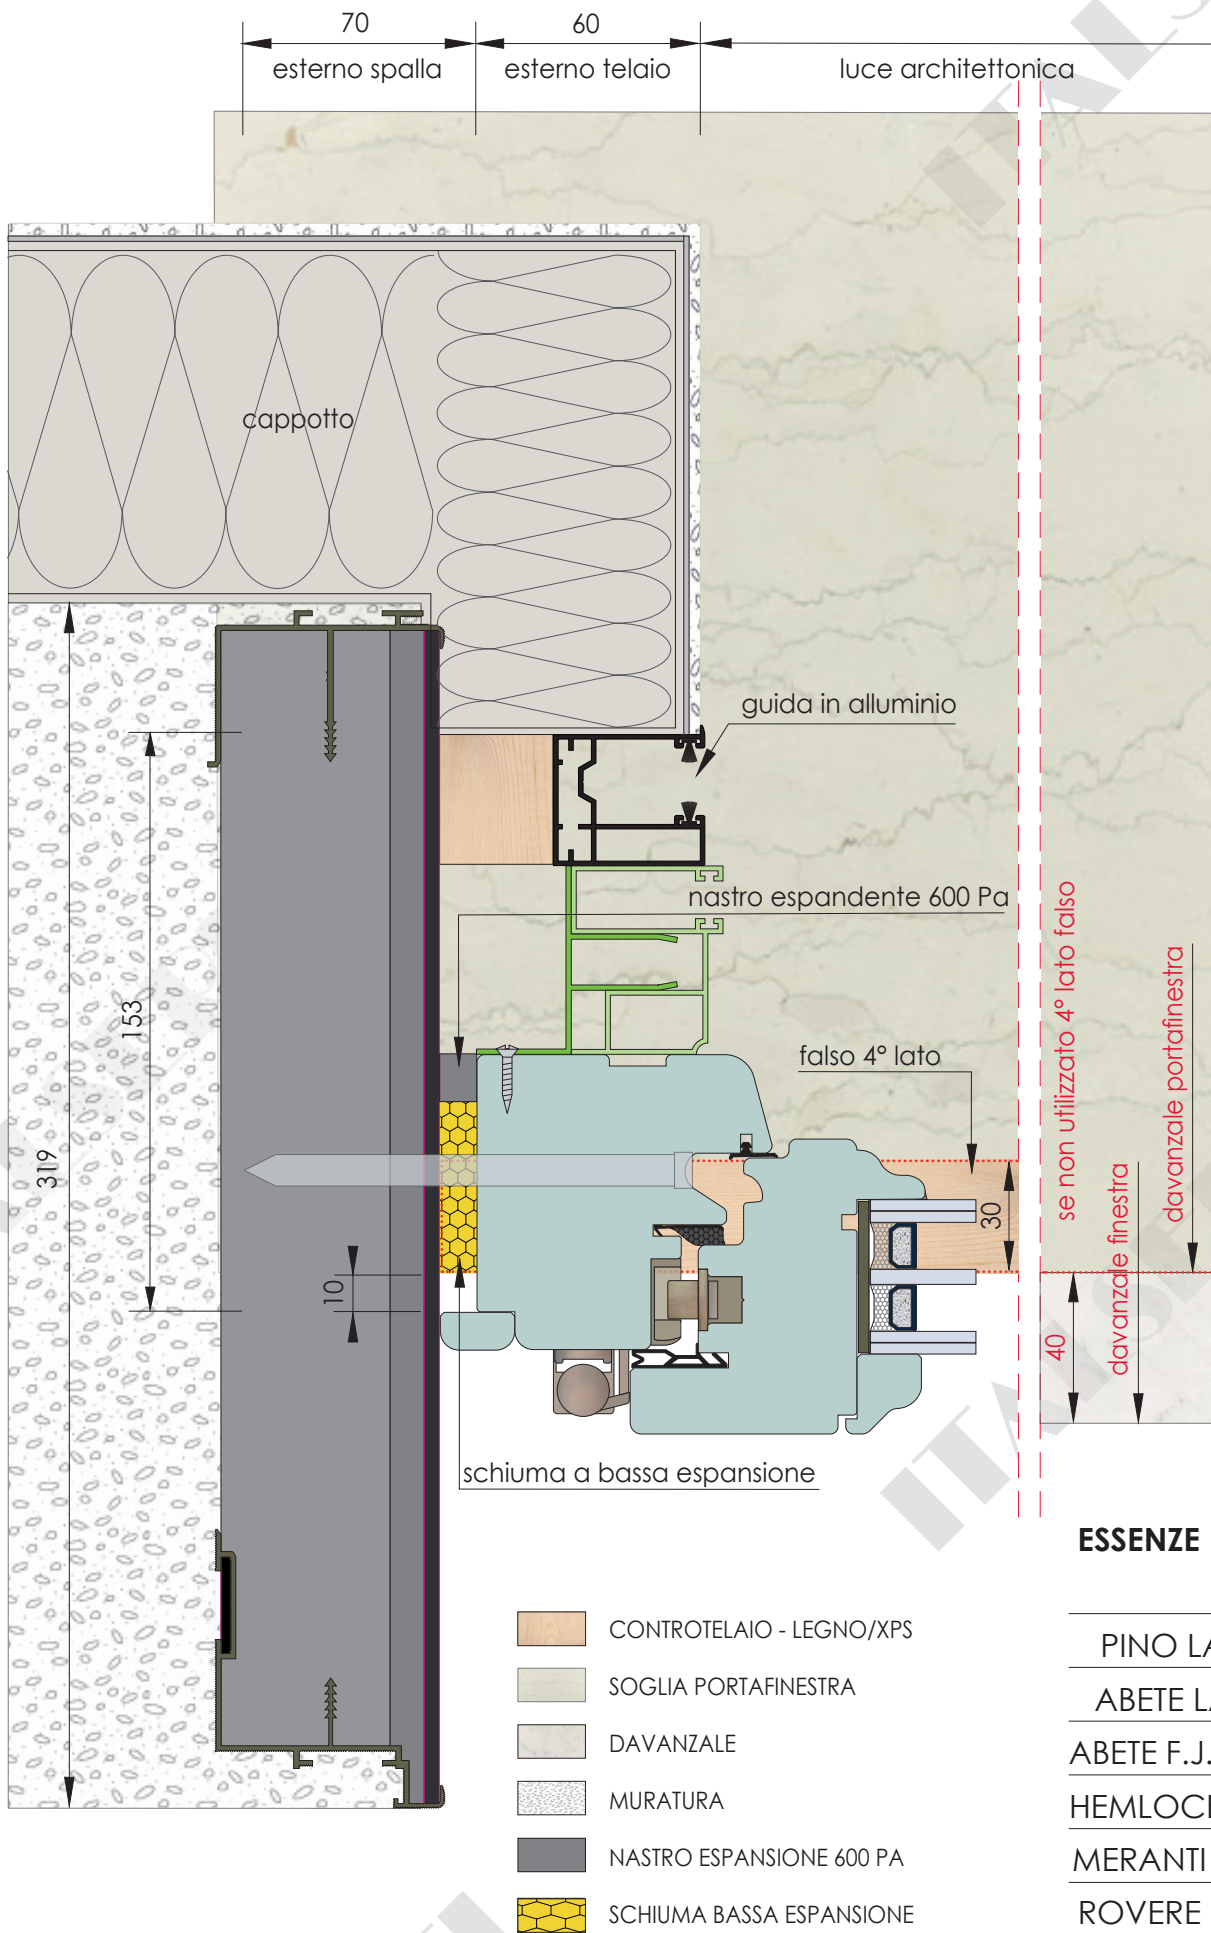 70
60
esterno spalla
esterno telaio
luce architettonica
cappotto
guida in alluminio
nastro espandente 600 Pa
falso 4° lato
se non utilizzato 4° lato falso
davanzale portafinestra
davanzale finestra
153
319
10
30
40
schiuma a bassa espansione
ESSENZE
CONTROTELAIO - LEGNO/XPS
SOGLIA PORTAFINESTRA
DAVANZALE
MURATURA
NASTRO ESPANSIONE 600 PA
SCHIUMA BASSA ESPANSIONE
PINO
ABETE
ABETE F.J.
MERANTI
ROVERE